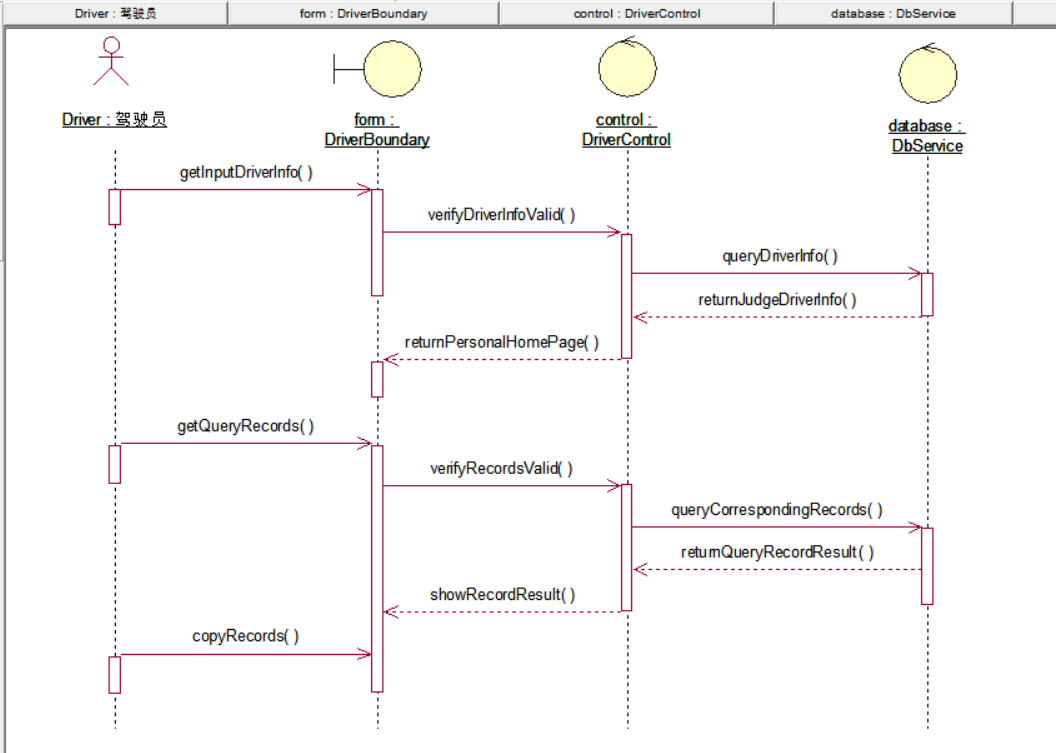 Driver : 驾驶员
form : DriverBoundary
control : DriverControl
database : DbService
Driver : 驾驶员
form :
DriverBoundary
control :
DriverControl
database :
DbService
getInputDriverInfo( )
verifyDriverInfoValid( )
queryDriverInfo( )
returnJudgeDriverInfo( )
returnPersonalHomePage( )
getQueryRecords( )
verifyRecordsValid( )
queryCorrespondingRecords( )
returnQueryRecordResult( )
showRecordResult( )
copyRecords( )